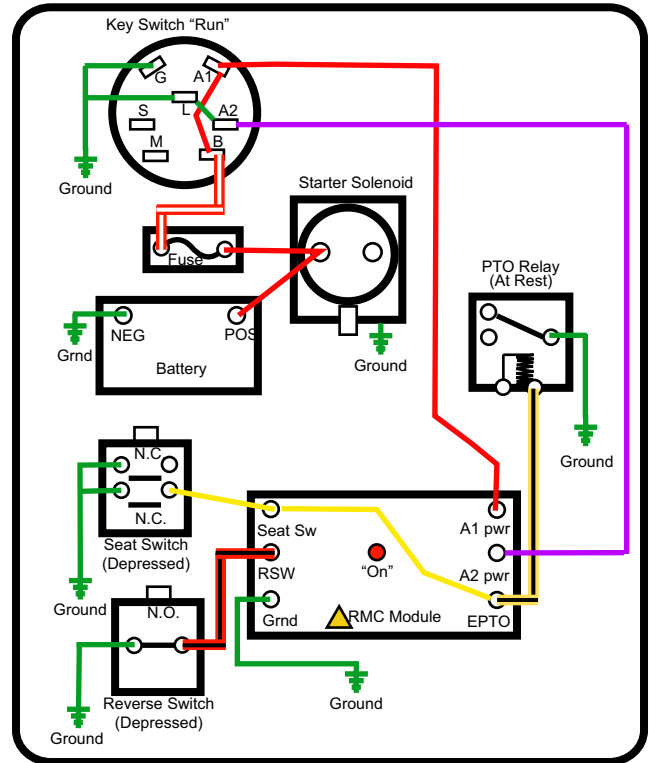 Key Switch “Run”
G
A1
L
S
A2
M
B
Ground
Starter Solenoid
Fuse
PTO Relay
(At Rest)
Grnd
NEG
POS
Battery
Ground
Ground
N.C.
N.C.
Seat Switch
(Depressed)
Seat Sw
A1 pwr
RSW
“On”
A2 pwr
Grnd
RMC Module
EPTO
Ground
N.O.
Ground
Reverse Switch
(Depressed)
Ground